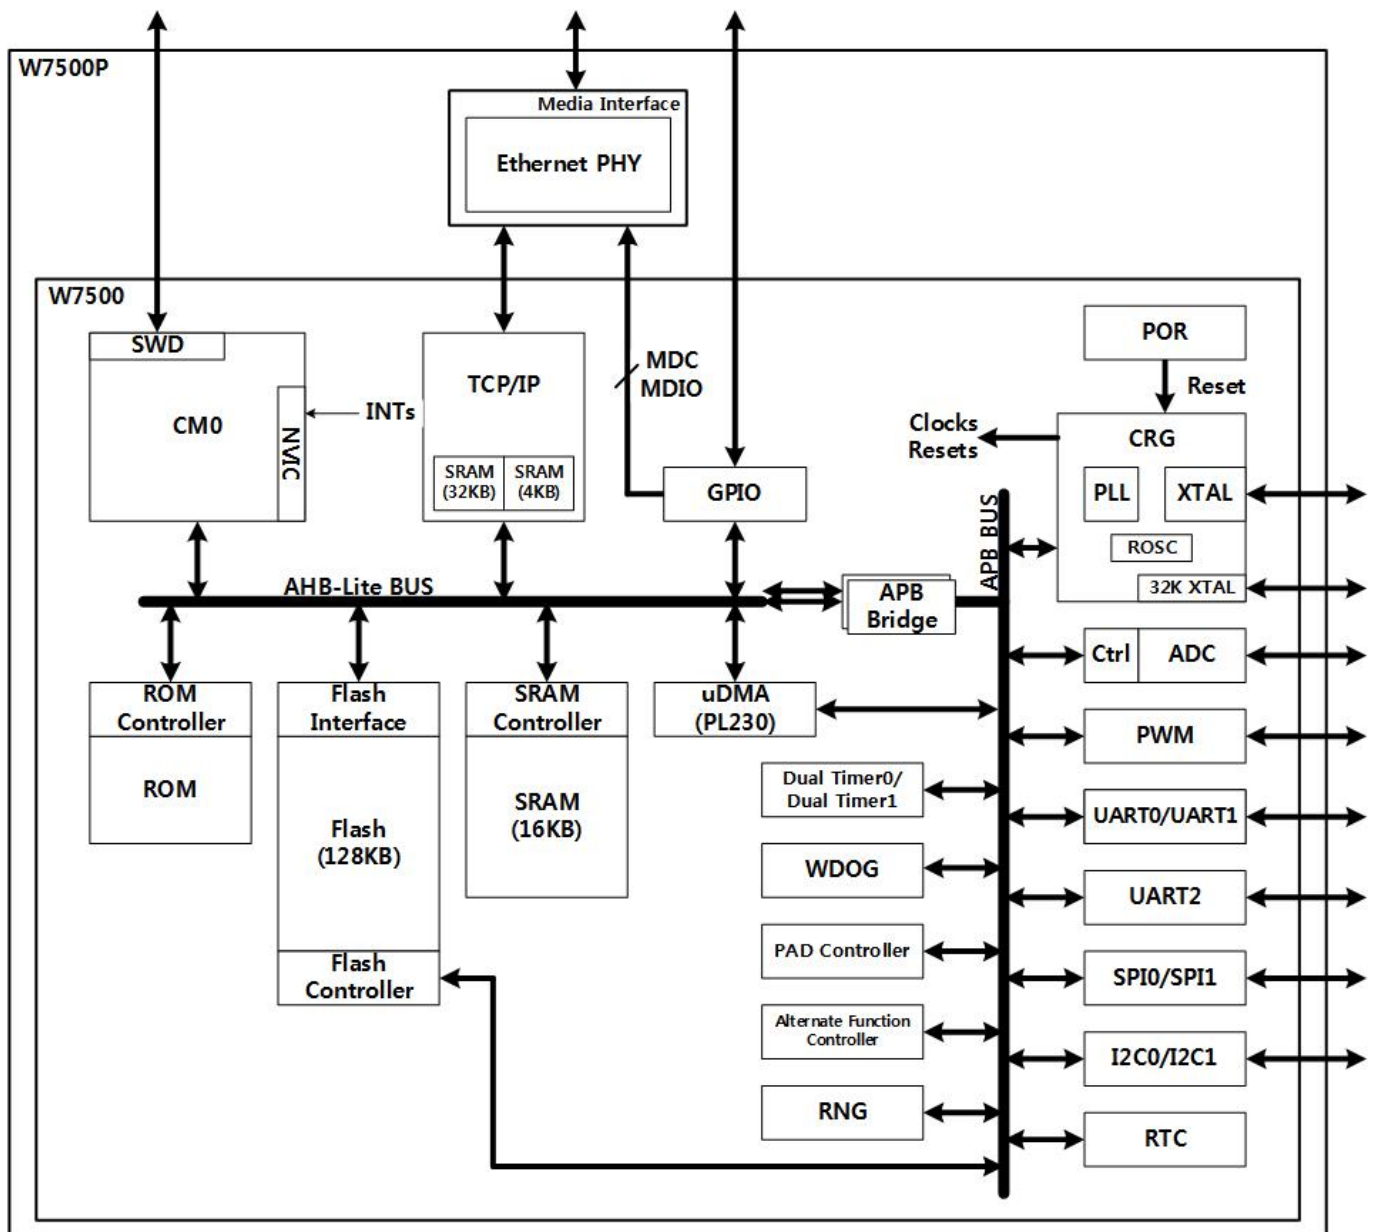 W7500P
Media Interface
Ethernet PHY
W7500
SWD
CM0
NVIC
INTs
TCP/IP
SRAM
(32KB)
SRAM
(4KB)
MDC
MDIO
GPIO
POR
Reset
Clocks
Resets
CRG
PLL
XTAL
ROSC
32K XTAL
APB BUS
AHB-Lite BUS
APB
Bridge
Ctrl
ADC
ROM
Controller
ROM
Flash
Interface
Flash
(128KB)
Flash
Controller
SRAM
Controller
SRAM
(16KB)
uDMA
(PL230)
Dual Timer0/
Dual Timer1
WDOG
PAD Controller
Alternate Function
Controller
RNG
PWM
UART0/UART1
UART2
SPI0/SPI1
I2C0/I2C1
RTC